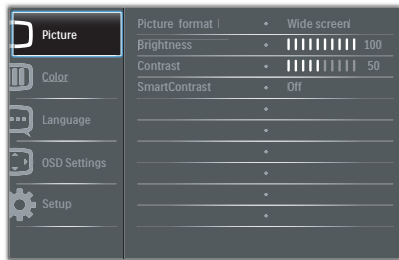 Picture
Color
Language
OSD Settings
Setup
Picture format Wide screen
Brightness 100
Contrast 50
SmartContrast Off